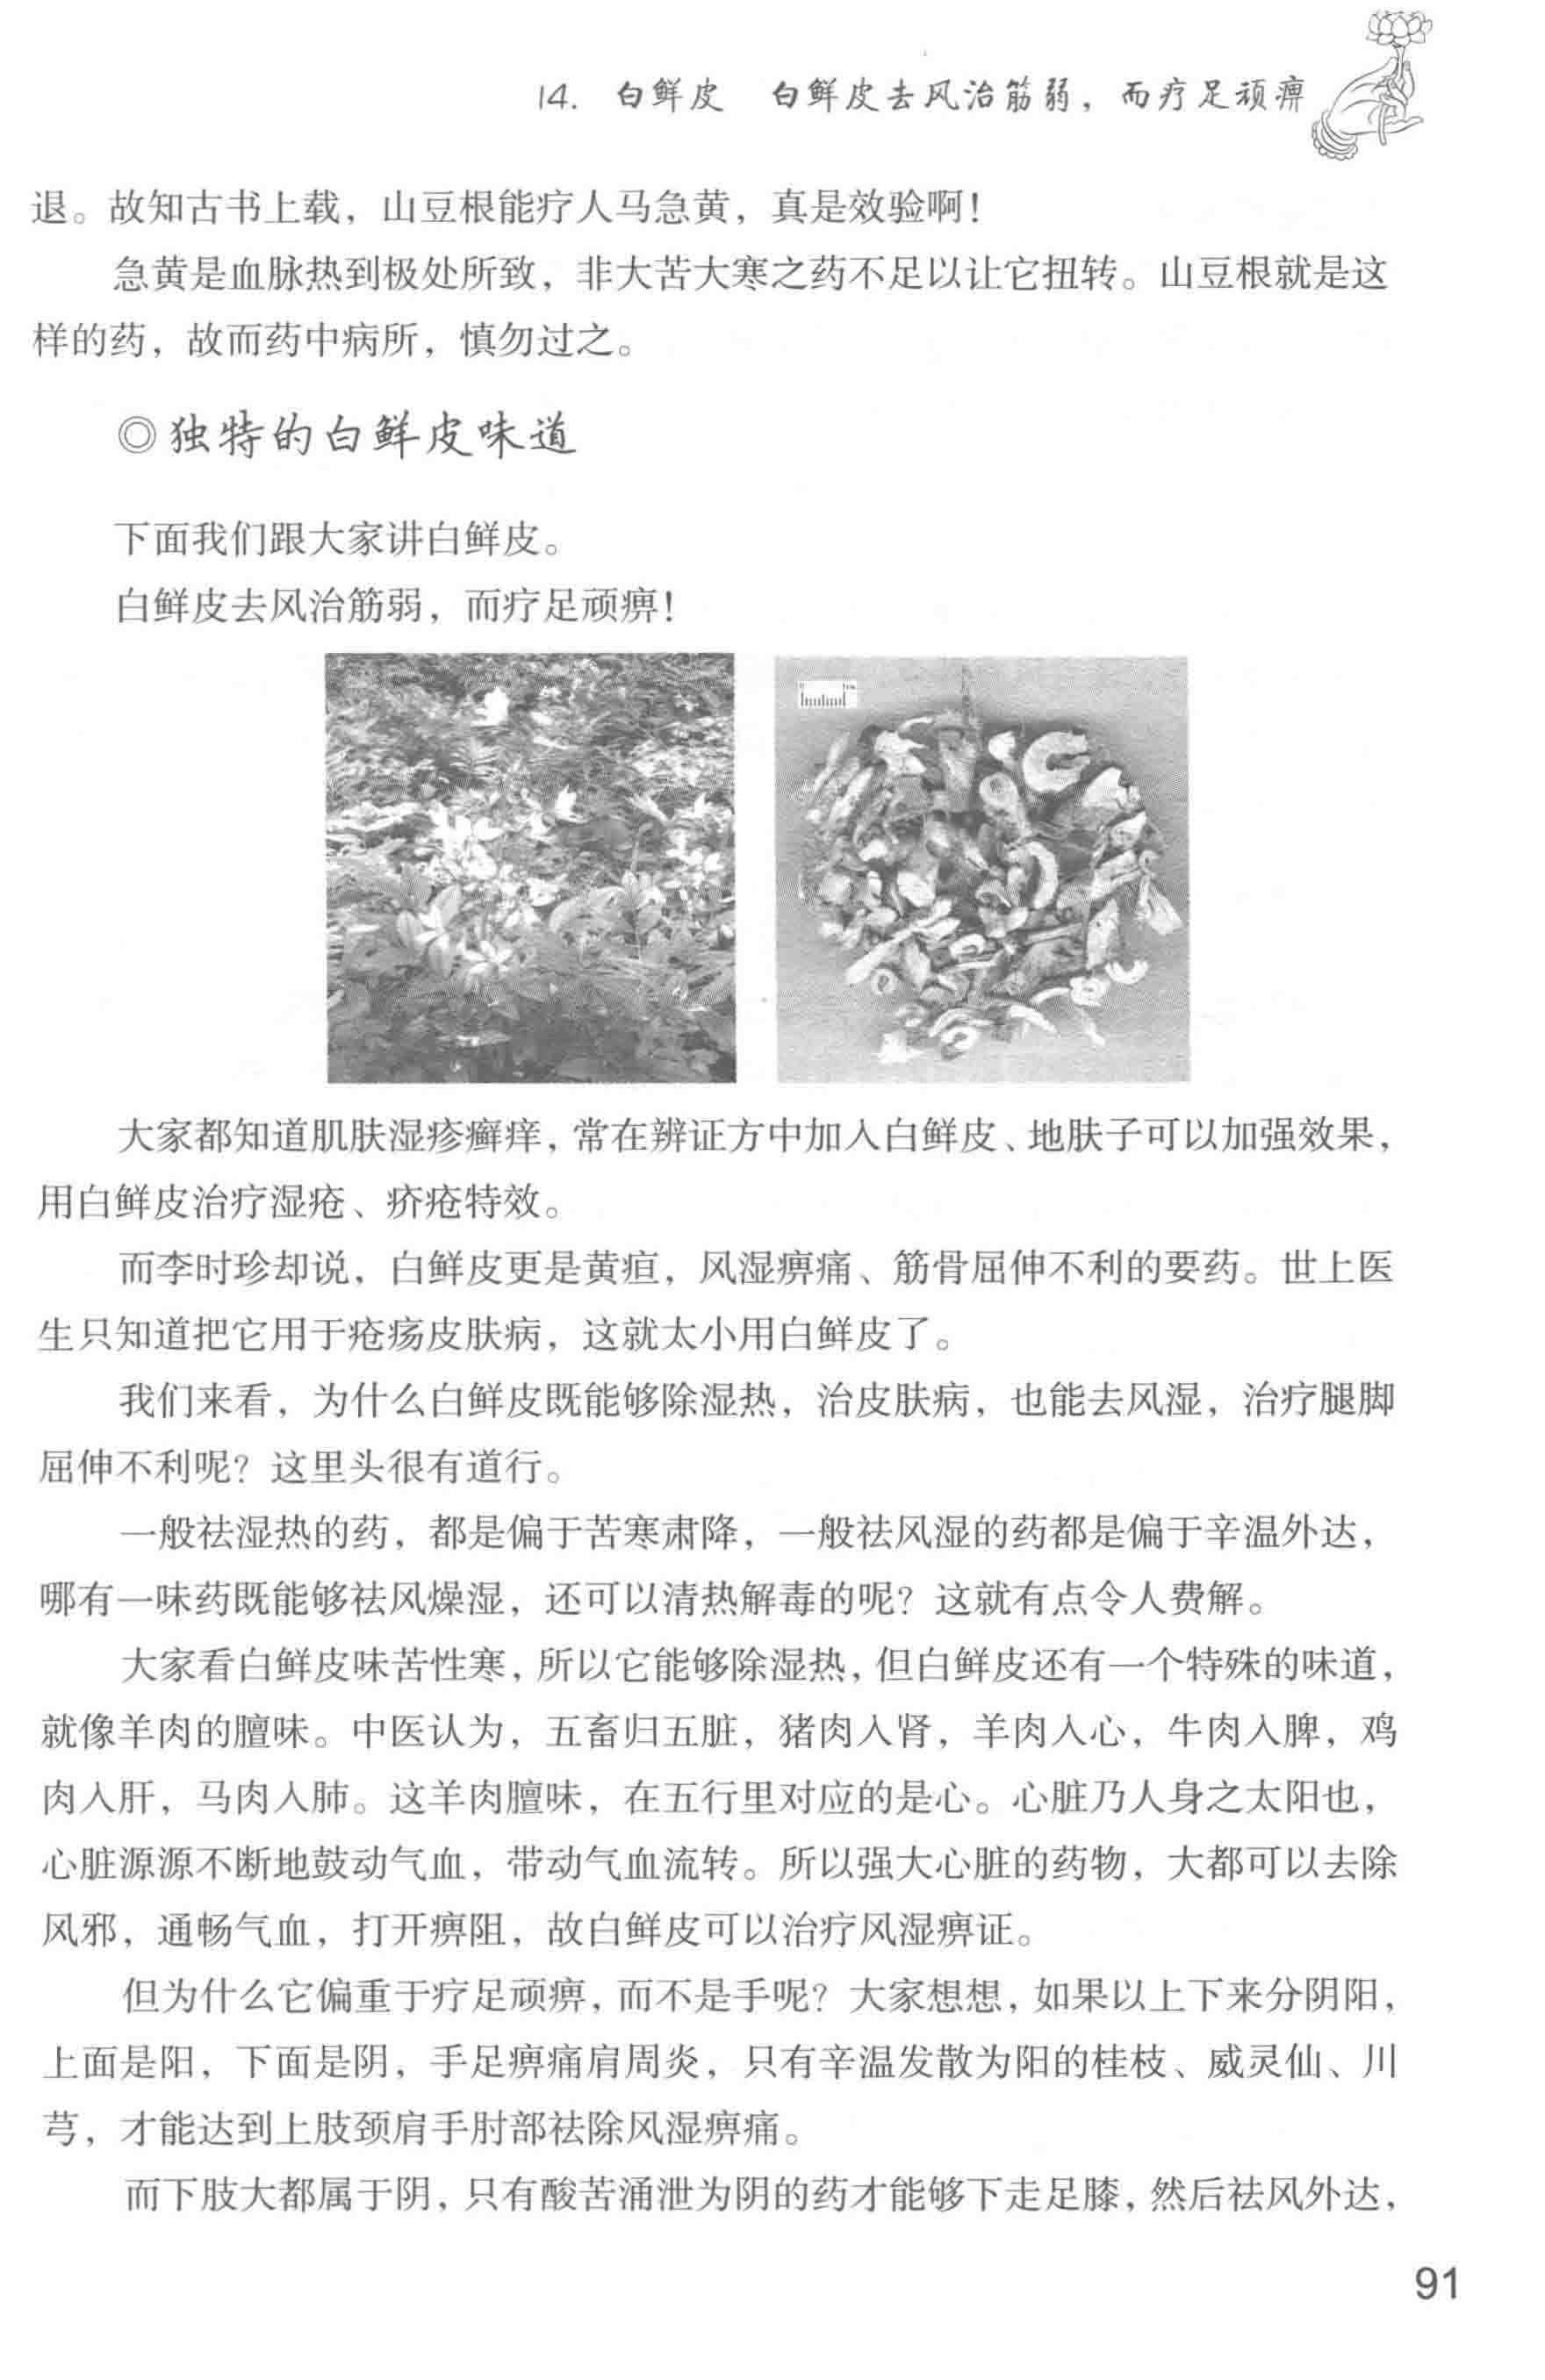 14. 白鲜皮 白鲜皮去风治筋弱，而疗足顽痹
退。故知古书上载，山豆根能疗人马急黄，真是效验啊！
急黄是血脉热到极处所致，非大苦大寒之药不足以让它扭转。山豆根就是这
样的药，故而药中病所，慎勿过之。
◎独特的白鲜皮味道
下面我们跟大家讲白鲜皮。
白鲜皮去风治筋弱，而疗足顽痹！
大家都知道肌肤湿疹癣痒，常在辨证方中加入白鲜皮、地肤子可以加强效果，
用白鲜皮治疗湿疮、疥疮特效。
而李时珍却说，白鲜皮更是黄疸，风湿痹痛、筋骨屈伸不利的要药。世上医
生只知道把它用于疮疡皮肤病，这就太小用白鲜皮了。
我们来看，为什么白鲜皮既能够除湿热，治皮肤病，也能去风湿，治疗腿脚
屈伸不利呢？这里头很有道行。
一般祛湿热的药，都是偏于苦寒肃降，一般祛风湿的药都是偏于辛温外达，
哪有一味药既能够祛风燥湿，还可以清热解毒的呢？这就有点令人费解。
大家看白鲜皮味苦性寒，所以它能够除湿热，但白鲜皮还有一个特殊的味道，
就像羊肉的膻味。中医认为，五畜归五脏，猪肉入肾，羊肉入心，牛肉入脾，鸡
肉入肝，马肉入肺。这羊肉膻味，在五行里对应的是心。心脏乃人身之太阳也，
心脏源源不断地鼓动气血，带动气血流转。所以强大心脏的药物，大都可以去除
风邪，通畅气血，打开痹阻，故白鲜皮可以治疗风湿痹证。
但为什么它偏重于疗足顽痹，而不是手呢？大家想想，如果以上下来分阴阳，
上面是阳，下面是阴，手足痹痛肩周炎，只有辛温发散为阳的桂枝、威灵仙、川
芎，才能达到上肢颈肩手肘部祛除风湿痹痛。
而下肢大都属于阴，只有酸苦涌泄为阴的药才能够下走足膝，然后祛风外达，
91